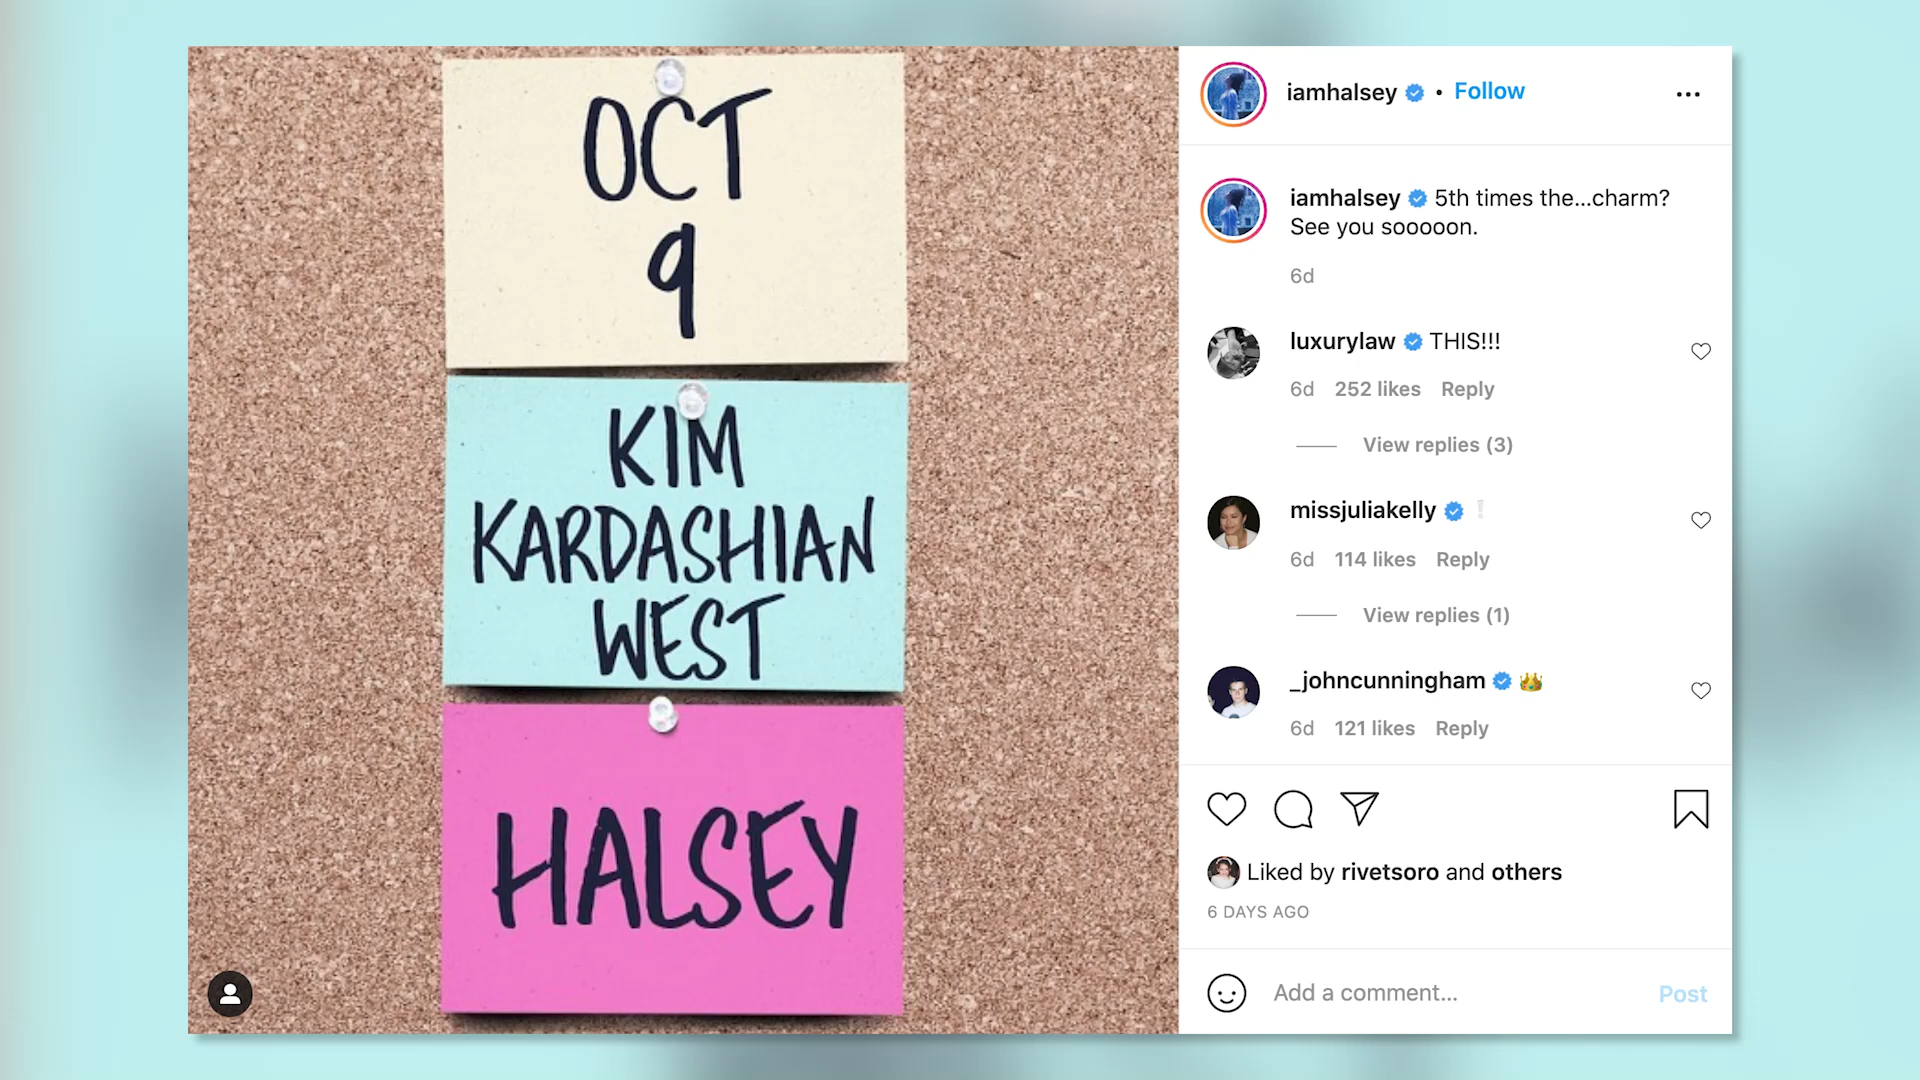 OCT
9
KIM
KARDASHIAN
WEST
HALSEY
iamhalsey • Follow
iamhalsey 5th times the...charm?
See you sooooon.
6d
luxurylaw THIS!!!
6d 252 likes Reply
View replies (3)
missjuliakelly
6d 114 likes Reply
View replies (1)
_johncunningham 👑
6d 121 likes Reply
Liked by rivetsoro and others
6 DAYS AGO
Add a comment... Post